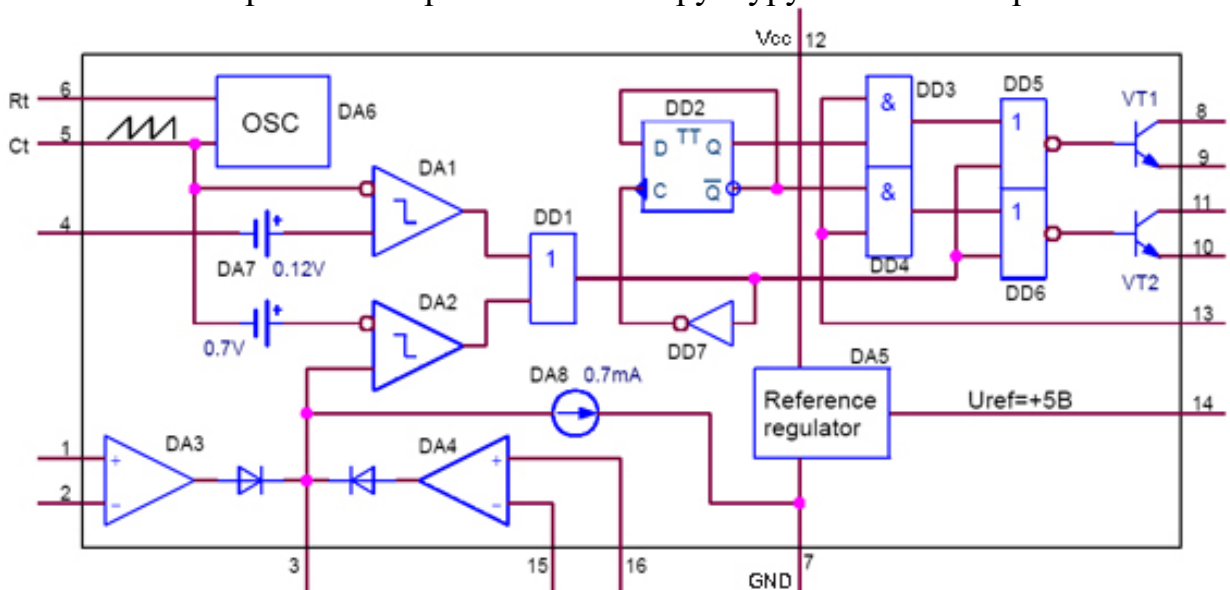 Vcc 12
Rt 6
OSC
DA6
Ct 5
4
DA7 0.12V
DA1
0.7V
DA2
DD1
1
DD2
D TT Q
C Q
DD7
&
DD3
&
DD4
DD5
1
1
DD6
VT1
8
9
11
10
VT2
13
DA8 0.7mA
DA5
Reference
regulator
Uref=+5В
14
1
+
2
-
DA3
DA4
+
-
3
15
16
7
GND